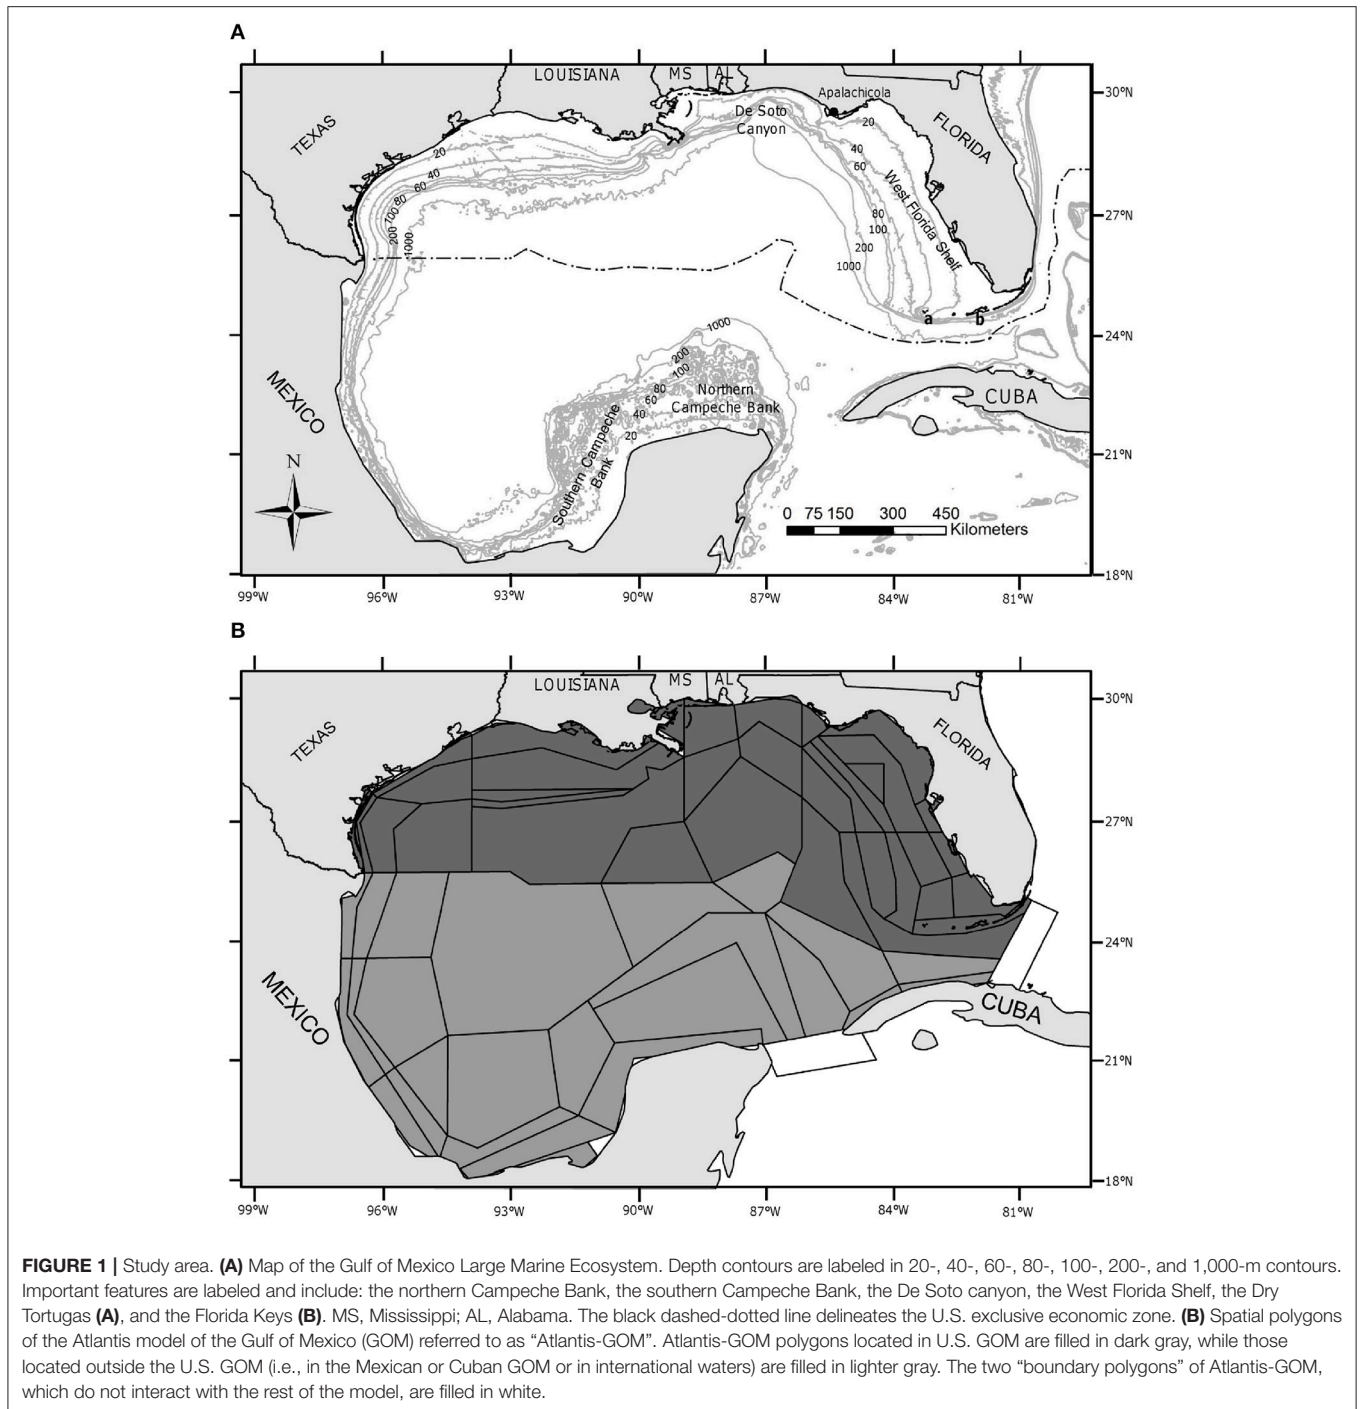 A
LOUISIANA
MS
AL
Apalachicola
30°N
De Soto
Canyon
20
FLORIDA
TEXAS
20
40
40
60
60
West Florida Shelf
80
80
100
100
27°N
200
200
1000
1000
a
b
24°N
1000
200
100
MEXICO
80
Northern
60
Campeche Bank
CUBA
40
20
Southern Campeche
Bank
21°N
N
0 75 150 300 450
Kilometers
18°N
99°W 96°W 93°W 90°W 87°W 84°W 81°W
B
LOUISIANA
MS
AL
30°N
TEXAS
FLORIDA
27°N
24°N
MEXICO
CUBA
21°N
18°N
99°W 96°W 93°W 90°W 87°W 84°W 81°W
FIGURE 1 | Study area. (A) Map of the Gulf of Mexico Large Marine Ecosystem. Depth contours are labeled in 20-, 40-, 60-, 80-, 100-, 200-, and 1,000-m contours.
Important features are labeled and include: the northern Campeche Bank, the southern Campeche Bank, the De Soto canyon, the West Florida Shelf, the Dry
Tortugas (A), and the Florida Keys (B). MS, Mississippi; AL, Alabama. The black dashed-dotted line delineates the U.S. exclusive economic zone. (B) Spatial polygons
of the Atlantis model of the Gulf of Mexico (GOM) referred to as “Atlantis-GOM”. Atlantis-GOM polygons located in U.S. GOM are filled in dark gray, while those
located outside the U.S. GOM (i.e., in the Mexican or Cuban GOM or in international waters) are filled in lighter gray. The two “boundary polygons” of Atlantis-GOM,
which do not interact with the rest of the model, are filled in white.